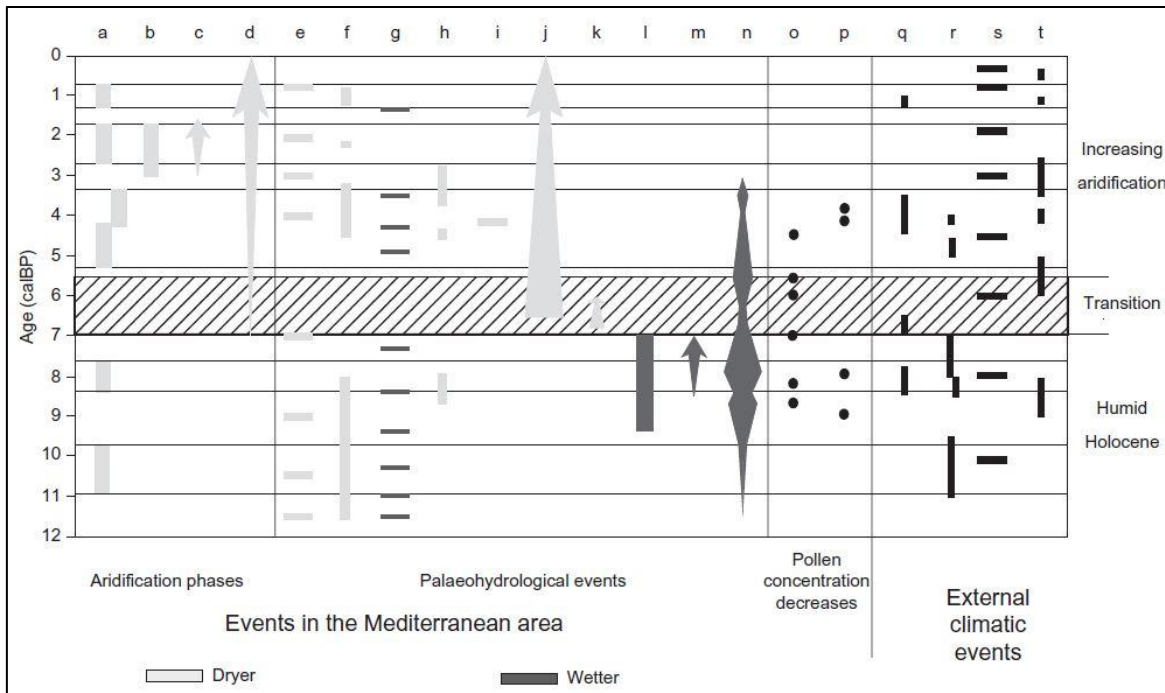 a b c d e f g h i j k l m n o p q r s t
0
1
2
3
4
5
6
7
8
9
10
11
12
Age (calBP)
Increasing
aridification
Transition
Humid
Holocene
Aridification phases
Palaeohydrological events
Pollen
concentration
decreases
Events in the Mediterranean area
External
climatic
events
Dryer
Wetter